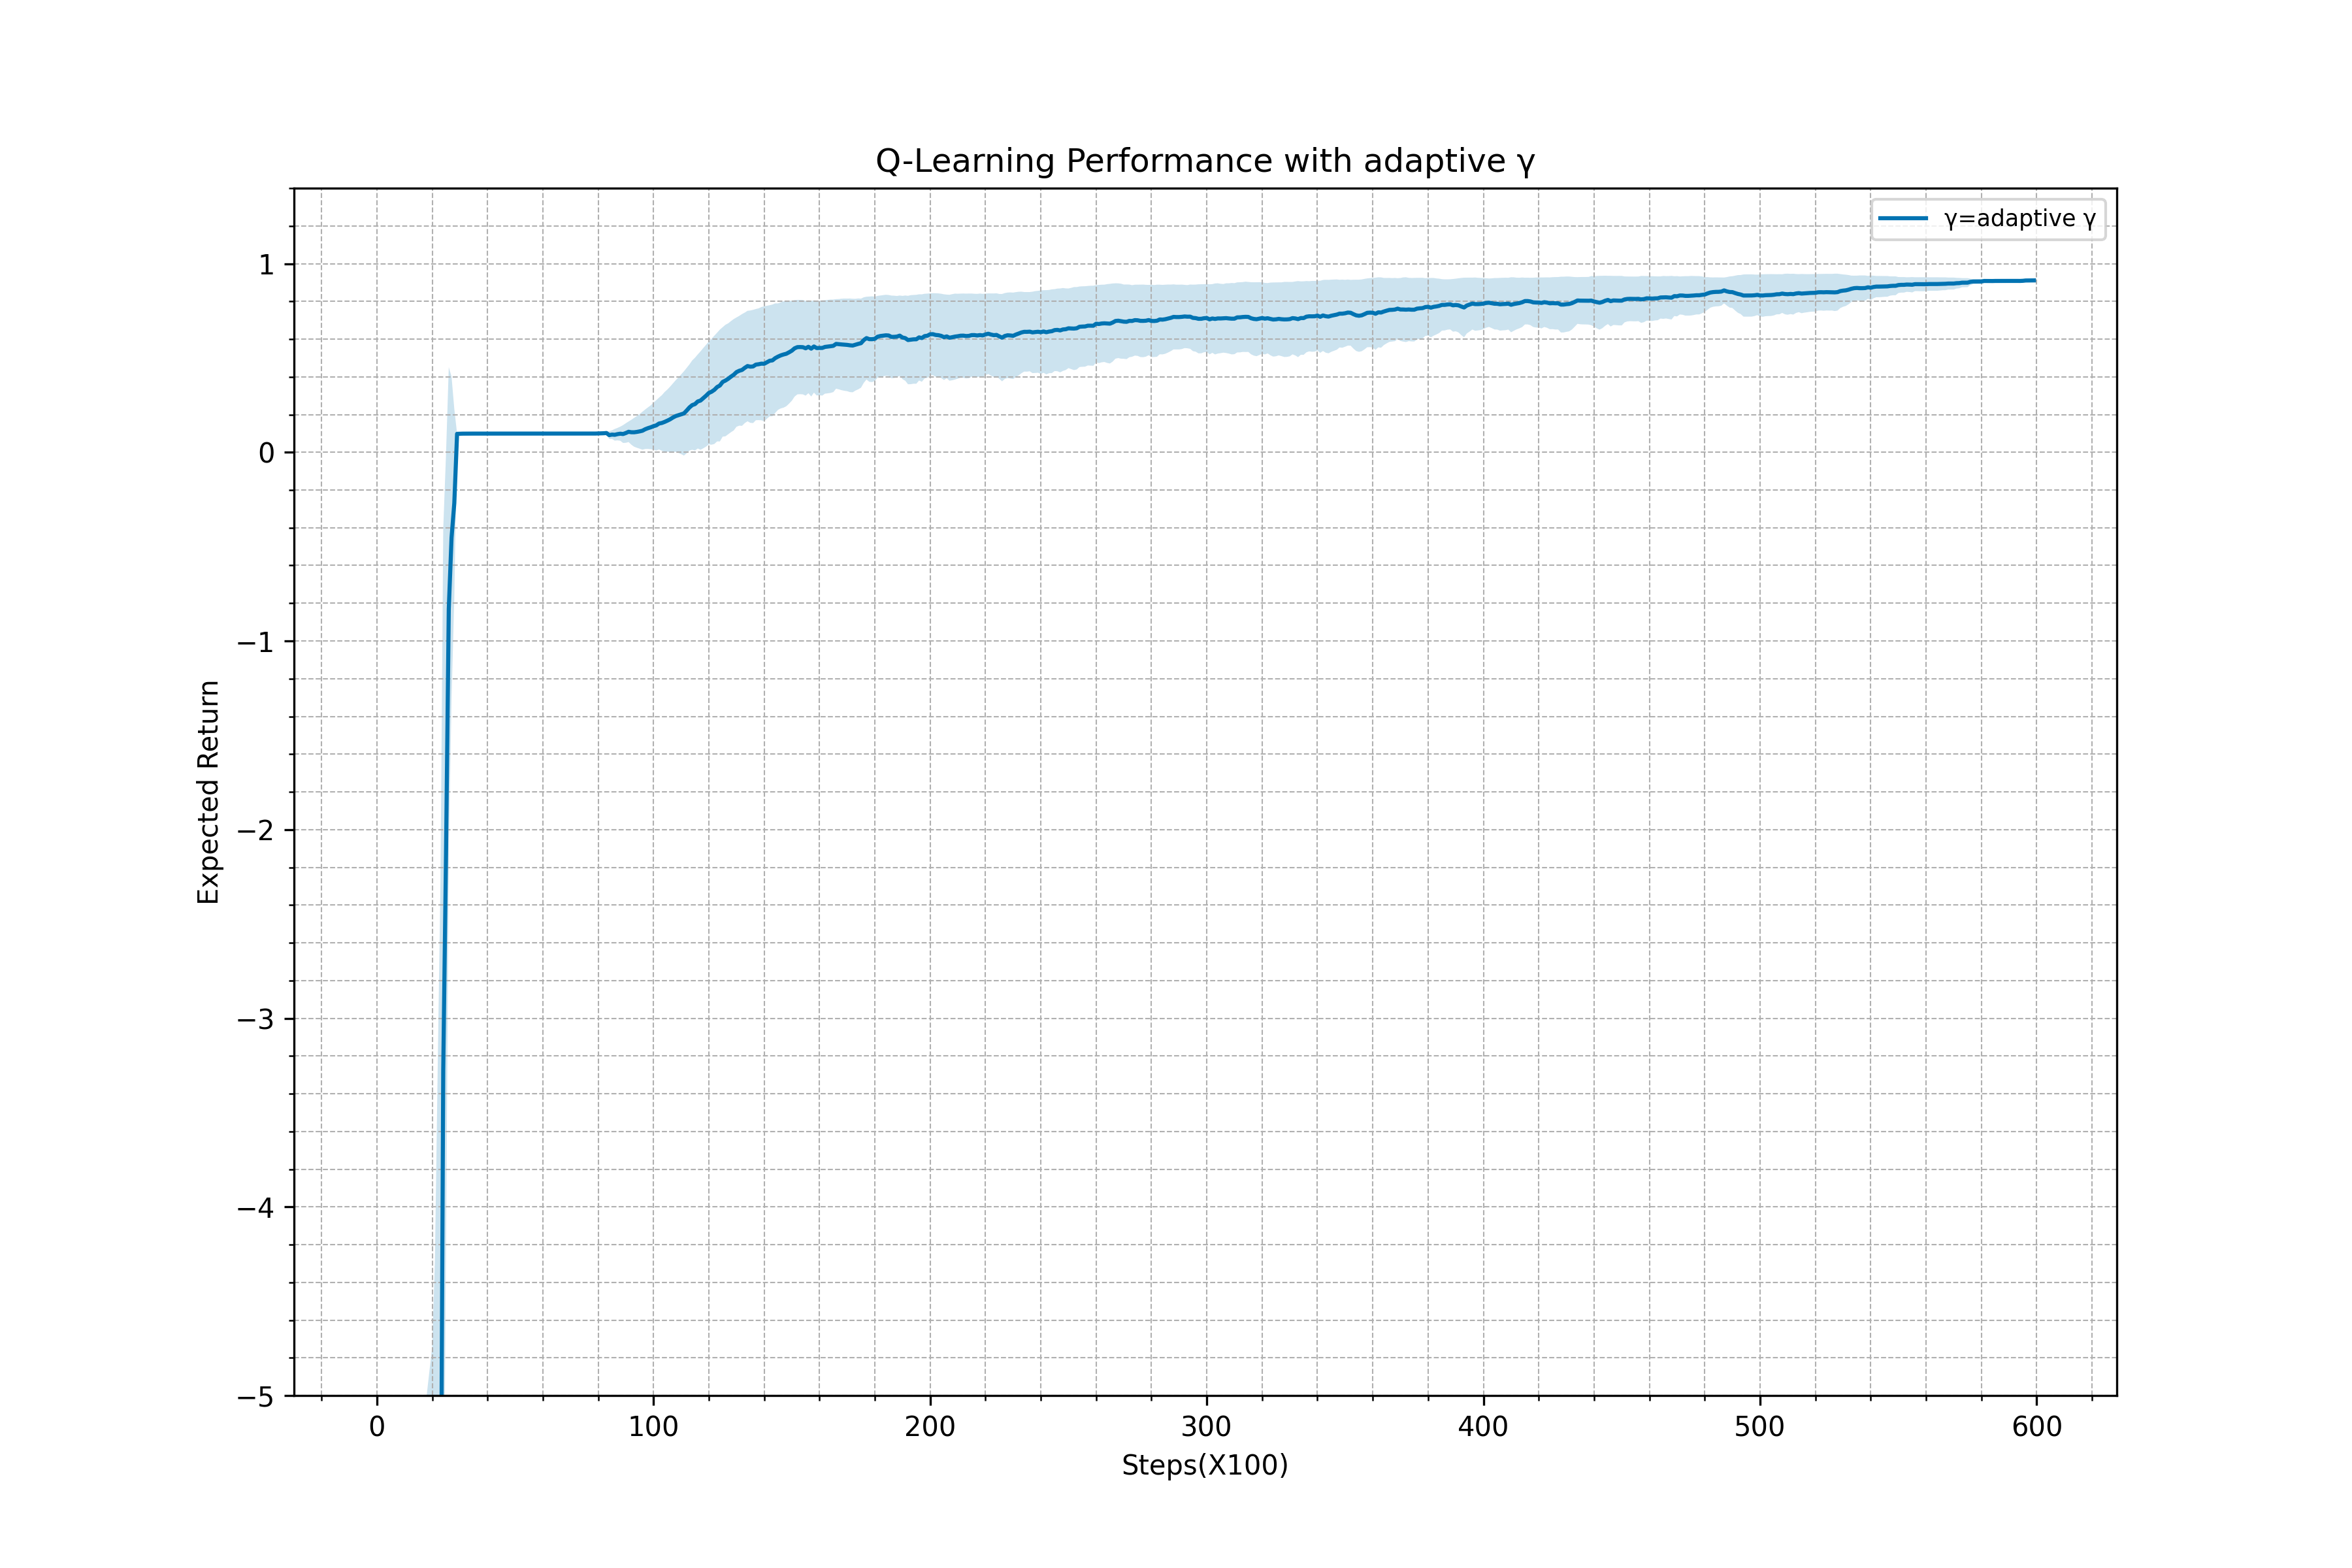 Q-Learning Performance with adaptive γ
γ=adaptive γ
1
0
−1
−2
−3
−4
−5
Expected Return
0 100 200 300 400 500 600
Steps(X100)